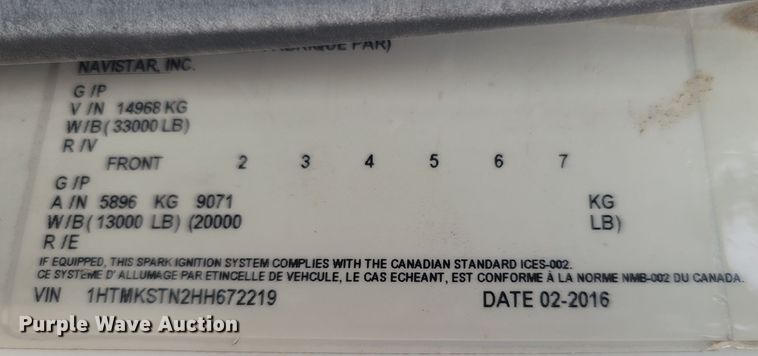 FABRIQUE PAR)
NAVISTAR, INC.
G/P
V/N 14968 KG
W/B (33000 LB)
R/V
FRONT 2 3 4 5 6 7
G/P
A/N 5896 KG 9071 KG
W/B (13000 LB) (20000 LB)
R/E
IF EQUIPPED, THIS SPARK IGNITION SYSTEM COMPLIES WITH THE CANADIAN STANDARD ICES-002.
CE SYSTEME D'ALLUMAGE PAR ETINCELLE DE VEHCULE, LE CAS ECHEANT, EST CONFORME À LA NORME NMB-002 DU CANADA.
VIN 1HTMKSTN2HH672219 DATE 02-2016
Purple Wave Auction